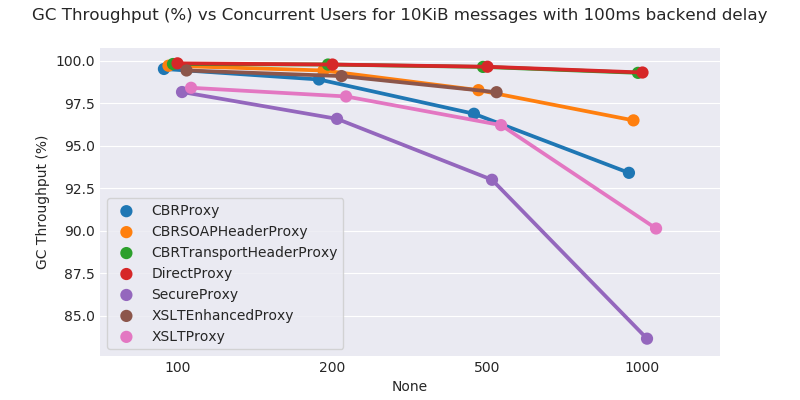 GC Throughput (%) vs Concurrent Users for 10KiB messages with 100ms backend delay
100.0
97.5
95.0
92.5
90.0
87.5
85.0
GC Throughput (%)
CBRProxy
CBRSOAPHeaderProxy
CBRTransportHeaderProxy
DirectProxy
SecureProxy
XSLTEnhancedProxy
XSLTProxy
100 200 500 1000
None